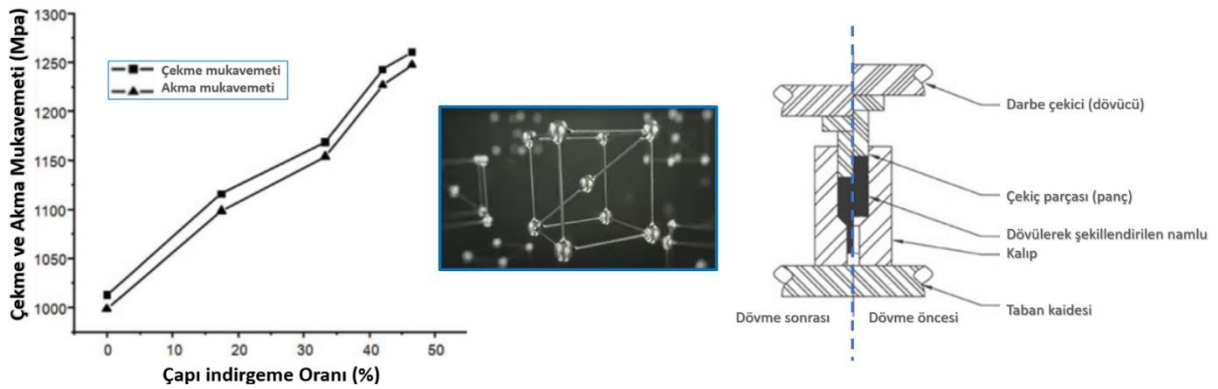 Çekme ve Akma Mukavemeti (Mpa)
1300
1250
1200
1150
1100
1050
1000
Çekme mukavemeti
Akma mukavemeti
0
10
20
30
40
50
Çapı indirgeme Oranı (%)
Darbe çekici (dövücü)
Çekiç parçası (panç)
Dövülerek şekillendirilen namlu
Kalıp
Taban kaidesi
Dövme sonrası
Dövme öncesi